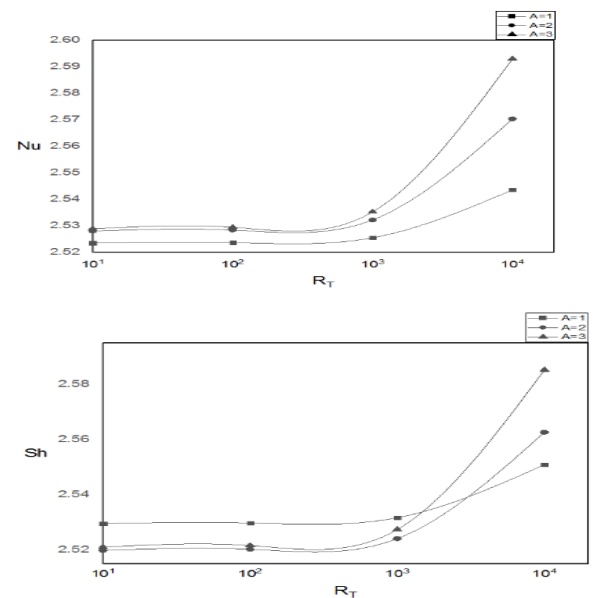 A=1
A=2
A=3
2.60
2.59
2.58
2.57
Nu
2.56
2.55
2.54
2.53
2.52
10¹ 10² 10³ 10⁴
R_T
A=1
A=2
A=3
2.58
2.56
Sh
2.54
2.52
10¹ 10² 10³ 10⁴
R_T